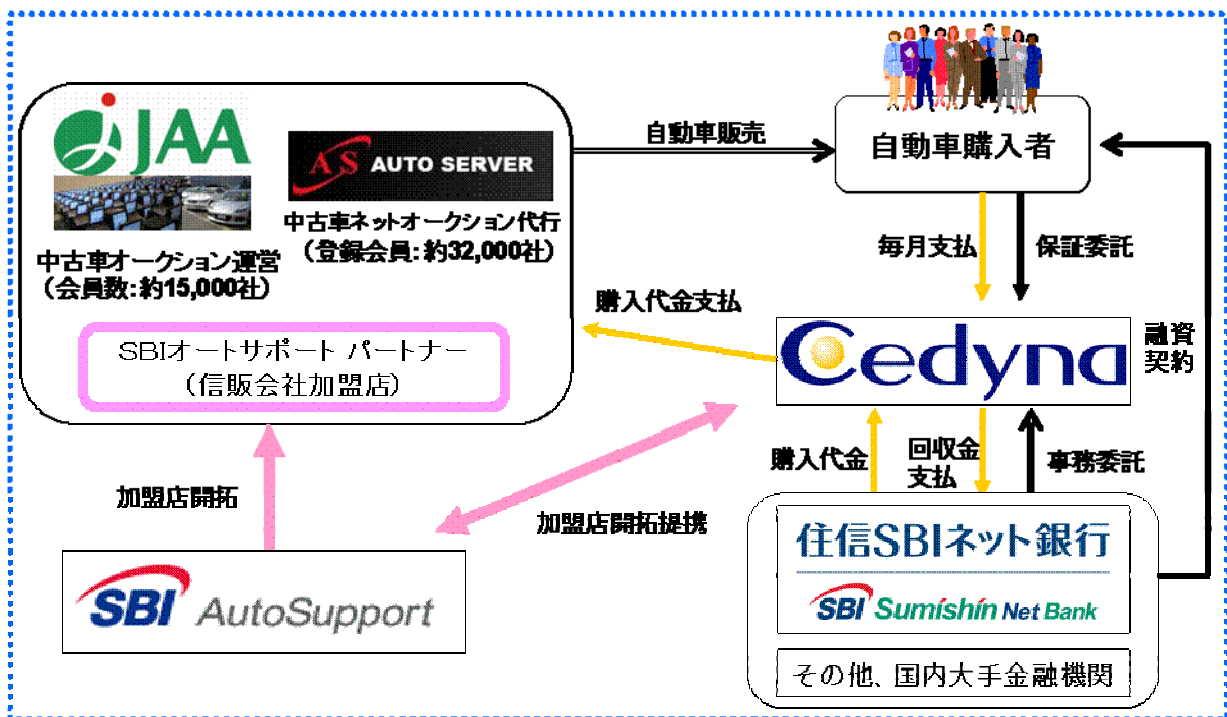 JAA
AS AUTO SERVER
中古車ネットオークション代行
（登録会員：約32,000社）
中古車オークション運営
（会員数：約15,000社）
SBIオートサポート パートナー
（信販会社加盟店）
自動車販売
自動車購入者
毎月支払
保証委託
購入代金支払
Cedyna
融資
契約
購入代金
回収金
支払
事務委託
加盟店開拓
加盟店開拓提携
SBI AutoSupport
住信SBIネット銀行
SBI Sumishin Net Bank
その他、国内大手金融機関